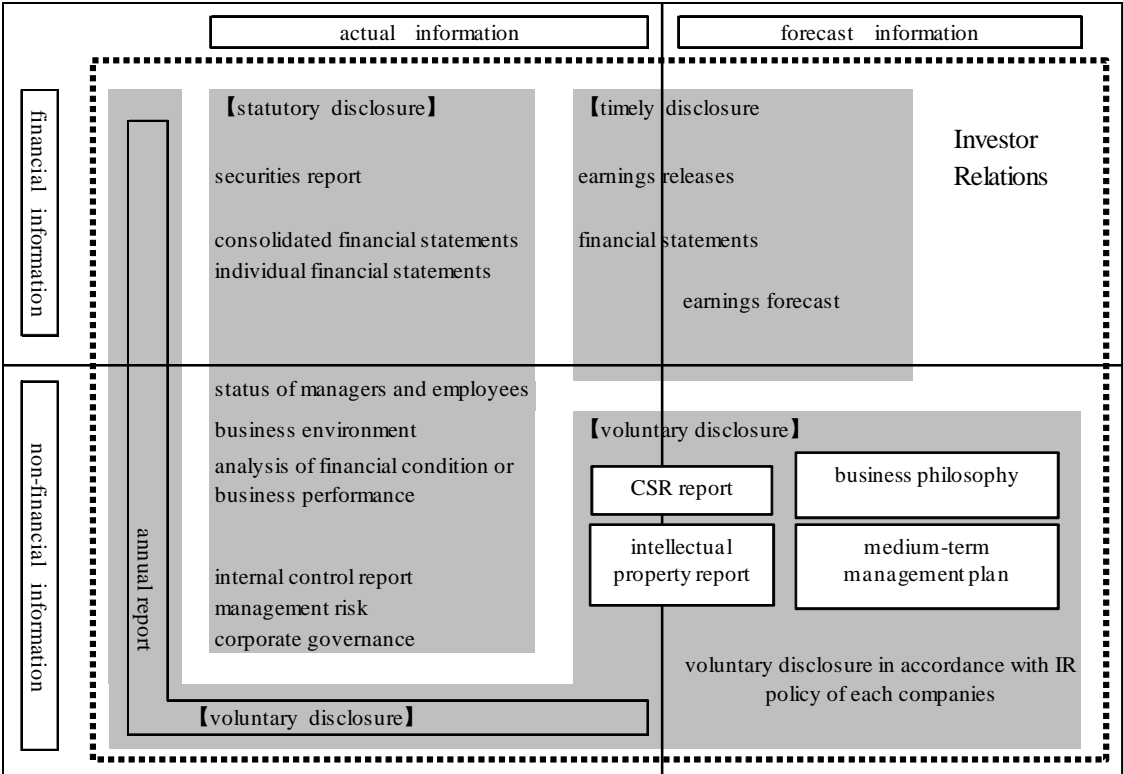 actual information
forecast information
financial information
【statutory disclosure】
securities report
consolidated financial statements
individual financial statements
【timely disclosure
earnings releases
financial statements
earnings forecast
Investor
Relations
non-financial information
annual report
status of managers and employees
business environment
analysis of financial condition or
business performance
internal control report
management risk
corporate governance
【voluntary disclosure】
【voluntary disclosure】
CSR report
business philosophy
intellectual
property report
medium-term
management plan
voluntary disclosure in accordance with IR
policy of each companies